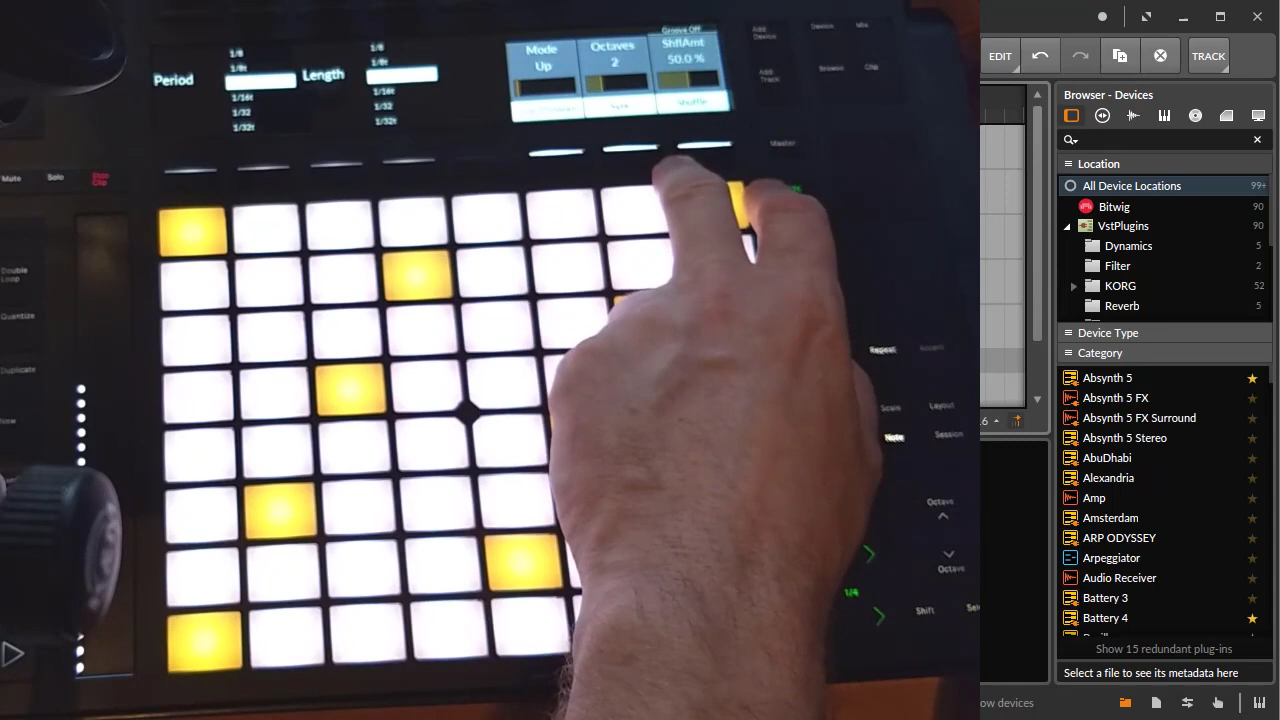 Period
1/8
1/8t
1/16t
1/32
1/32t
Length
1/8
1/16t
1/32
1/32t
Mode
Up
Octaves
2
Groove Off
ShflAmt
50.0 %
Sync
Shuffle
Add
Device
Add
Track
Device
Mix
Browse
Clip
Master
Mute
Solo
Stop
Clip
Double
Loop
Quantize
Duplicate
New
Repeat
Accent
Scale
Layout
Note
Session
Octave
Octave
1/4
Shift
EDIT
RACK
Browser - Devices
Location
All Device Locations 99+
Bitwig 90
VstPlugins 90
Dynamics 5
Filter 2
KORG 52
Reverb 5
Device Type
Category
Absynth 5
Absynth 5 FX
Absynth 5 FX Surround
Absynth 5 Stereo
AbuDhabi
Alexandria
Amp
Amsterdam
ARP ODYSSEY
Arpeggiator
Audio Receiver
Battery 3
Battery 4
Show 15 redundant plug-ins
Select a file to see its metadata here
ow devices